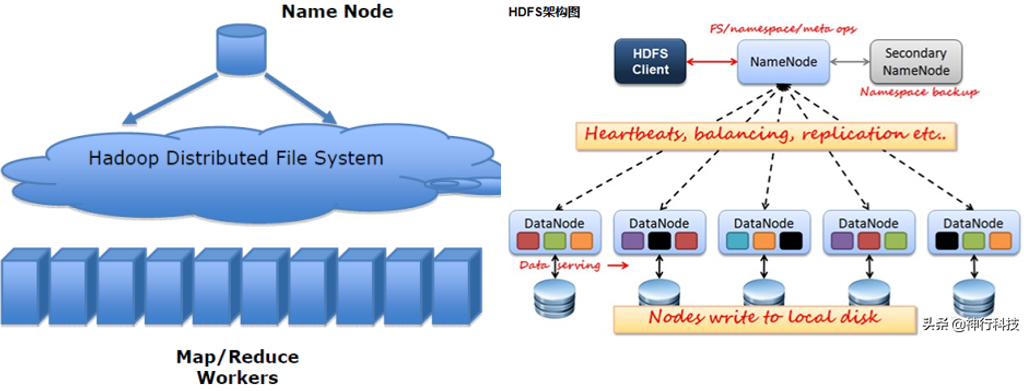 Name Node
Hadoop Distributed File System
Map/Reduce
Workers
HDFS架构图
FS/namespace/meta ops
HDFS
Client
NameNode
Secondary
NameNode
Namespace backup
Heartbeats, balancing, replication etc..
DataNode
DataNode
DataNode
DataNode
DataNode
Data serving
Nodes write to local disk
头条 @神行科技